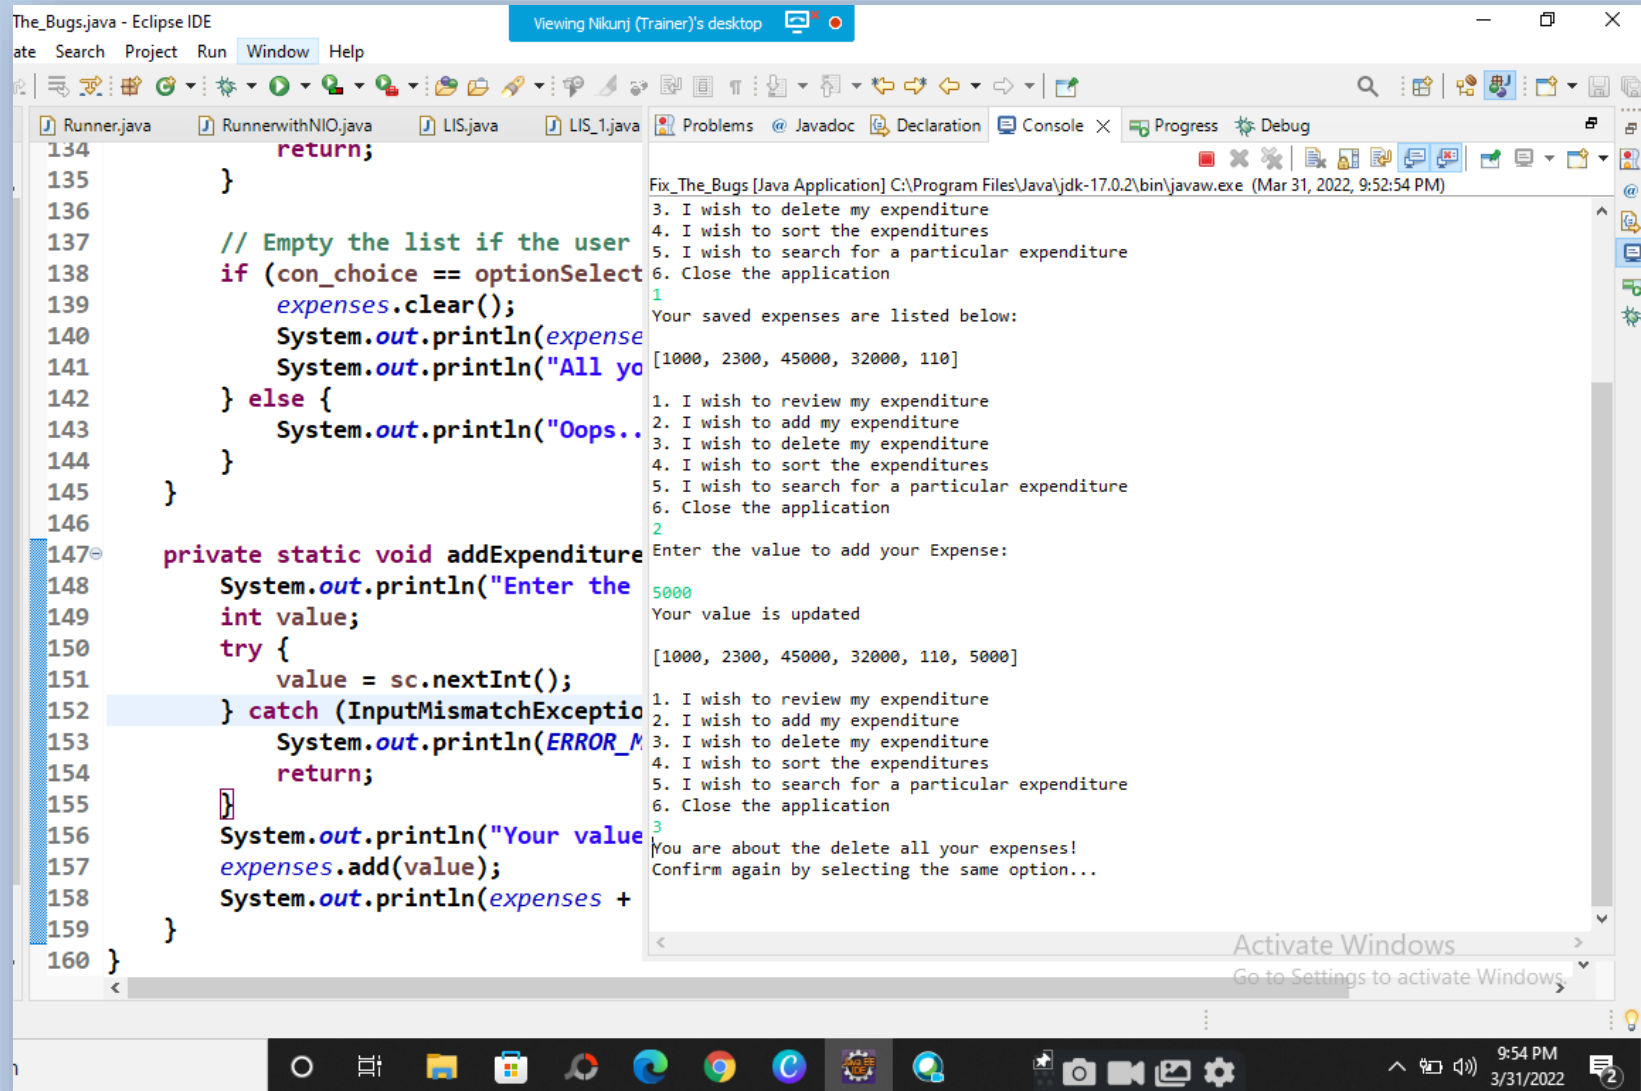 The_Bugs.java - Eclipse IDE
Viewing Nikunj (Trainer)'s desktop
ate Search Project Run Window Help
Runner.java RunnerwithNIO.java LIS.java LIS_1.java
Problems @ Javadoc Declaration Console Progress Debug
Fix_The_Bugs [Java Application] C:\Program Files\Java\jdk-17.0.2\bin\javaw.exe (Mar 31, 2022, 9:52:54 PM)
134 return;
135 }
136
137 // Empty the list if the user
138 if (con_choice == optionSelect
139 expenses.clear();
140 System.out.println(expense
141 System.out.println("All yo
142 } else {
143 System.out.println("Oops..
144 }
145 }
146
147 private static void addExpenditure
148 System.out.println("Enter the
149 int value;
150 try {
151 value = sc.nextInt();
152 } catch (InputMismatchExceptio
153 System.out.println(ERROR_M
154 return;
155 }
156 System.out.println("Your value
157 expenses.add(value);
158 System.out.println(expenses +
159 }
160 }
3. I wish to delete my expenditure
4. I wish to sort the expenditures
5. I wish to search for a particular expenditure
6. Close the application
1
Your saved expenses are listed below:
[1000, 2300, 45000, 32000, 110]
1. I wish to review my expenditure
2. I wish to add my expenditure
3. I wish to delete my expenditure
4. I wish to sort the expenditures
5. I wish to search for a particular expenditure
6. Close the application
2
Enter the value to add your Expense:
5000
Your value is updated
[1000, 2300, 45000, 32000, 110, 5000]
1. I wish to review my expenditure
2. I wish to add my expenditure
3. I wish to delete my expenditure
4. I wish to sort the expenditures
5. I wish to search for a particular expenditure
6. Close the application
3
You are about the delete all your expenses!
Confirm again by selecting the same option...
Activate Windows
Go to Settings to activate Windows.
9:54 PM
3/31/2022
2